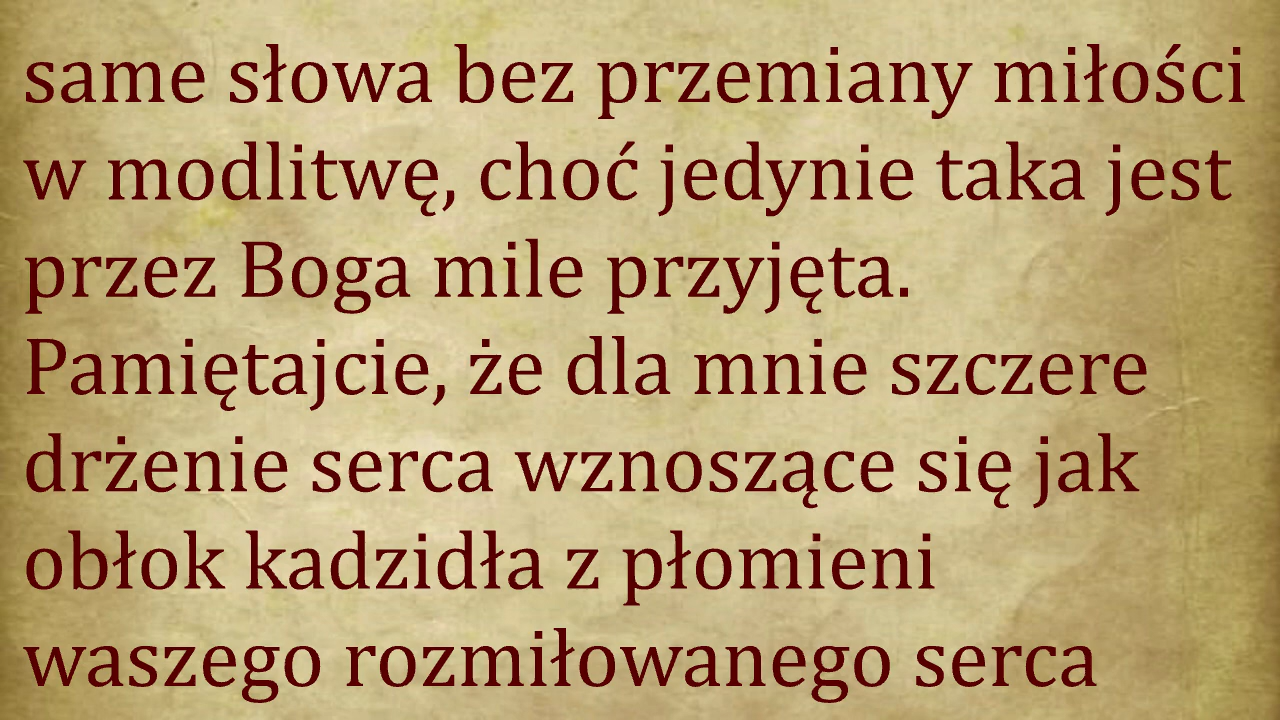 same słowa bez przemiany miłości
w modlitwę, choć jedynie taka jest
przez Boga mile przyjęta.
Pamiętajcie, że dla mnie szczere
drżenie serca wznoszące się jak
obłok kadzidła z płomieni
waszego rozmiłowanego serca